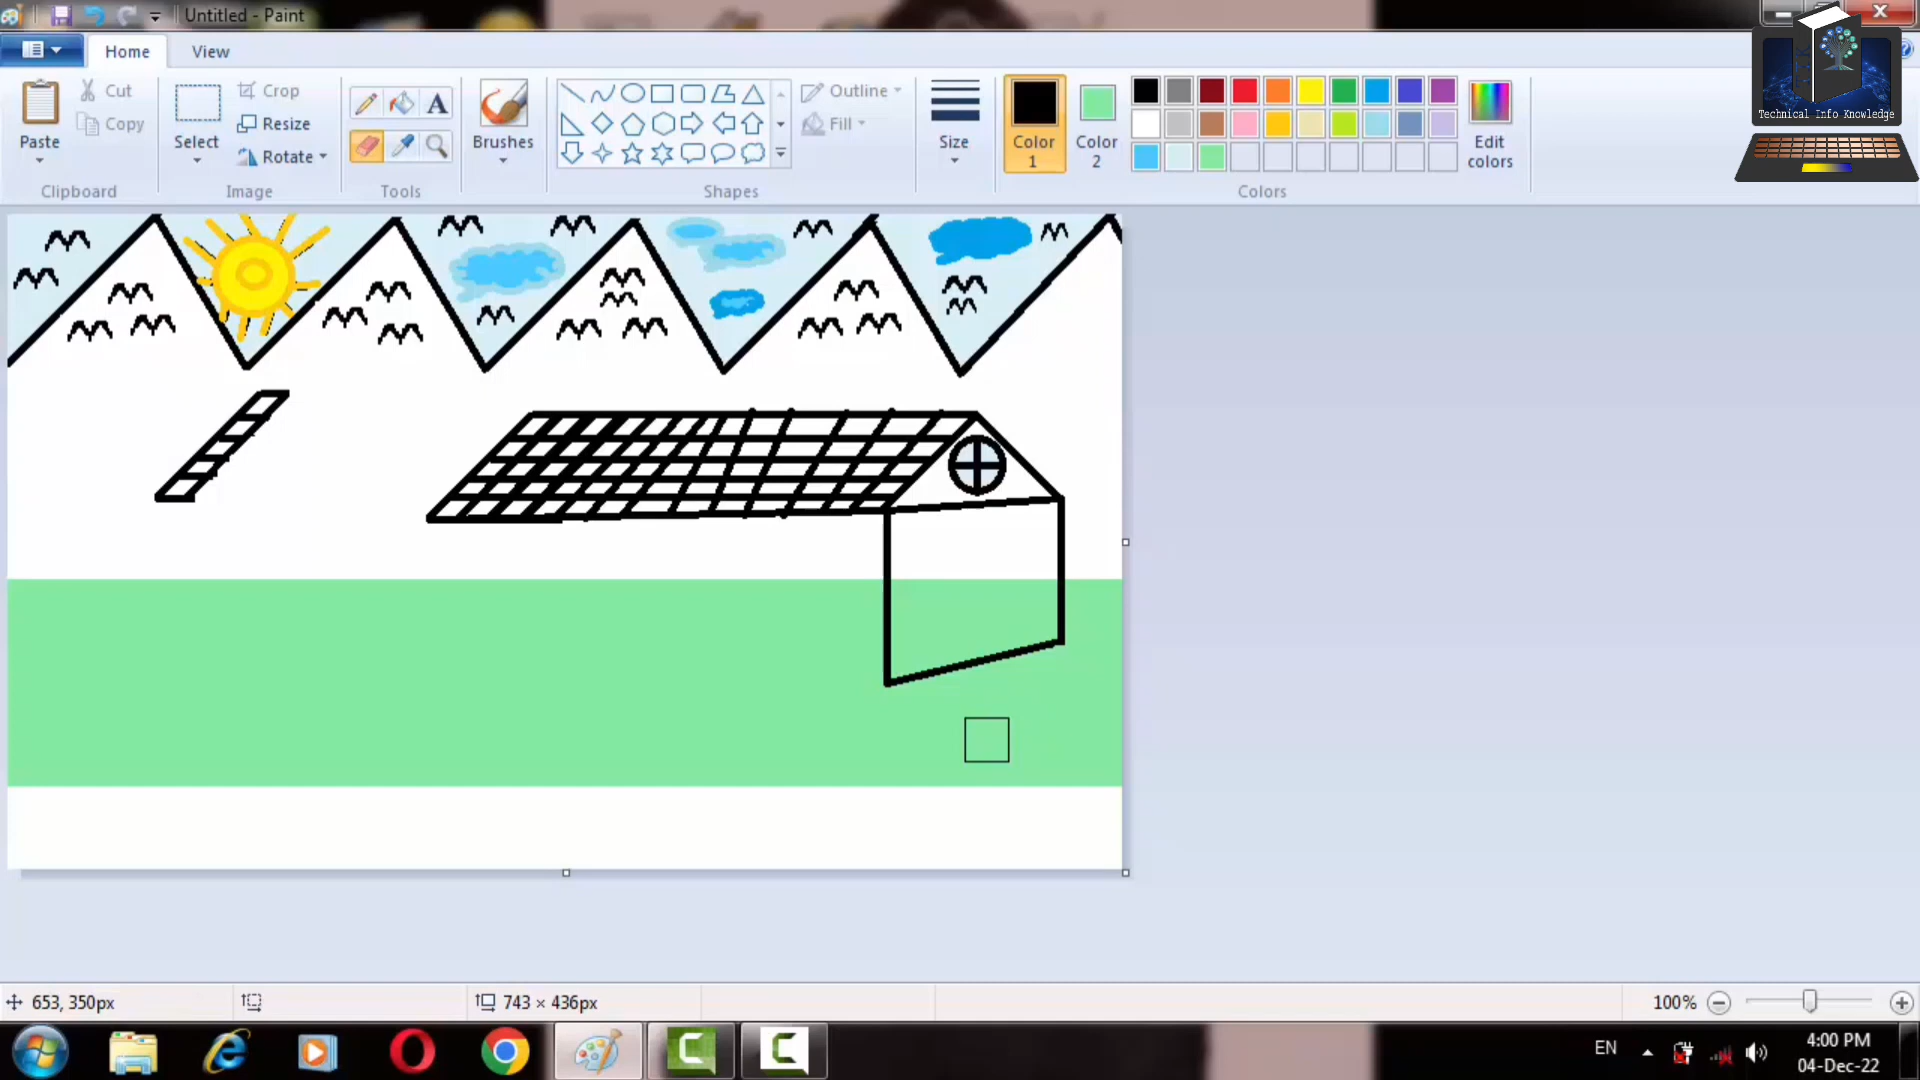 Untitled - Paint
Home View
Paste
Cut
Copy
Clipboard
Select
Crop
Resize
Rotate
Image
A
Tools
Brushes
Outline
Fill
Shapes
Size
Color 1
Color 2
Edit colors
Colors
Technical Info Knowledge
653, 350px
743 × 436px
100%
EN
4:00 PM
04-Dec-22